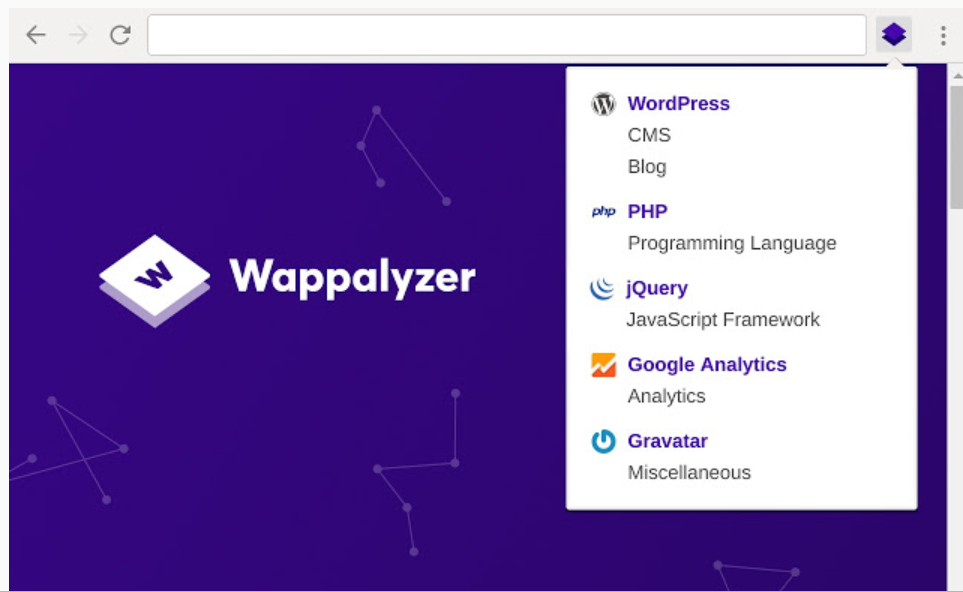 Wappalyzer
WordPress
CMS
Blog
php PHP
Programming Language
jQuery
JavaScript Framework
Google Analytics
Analytics
Gravatar
Miscellaneous